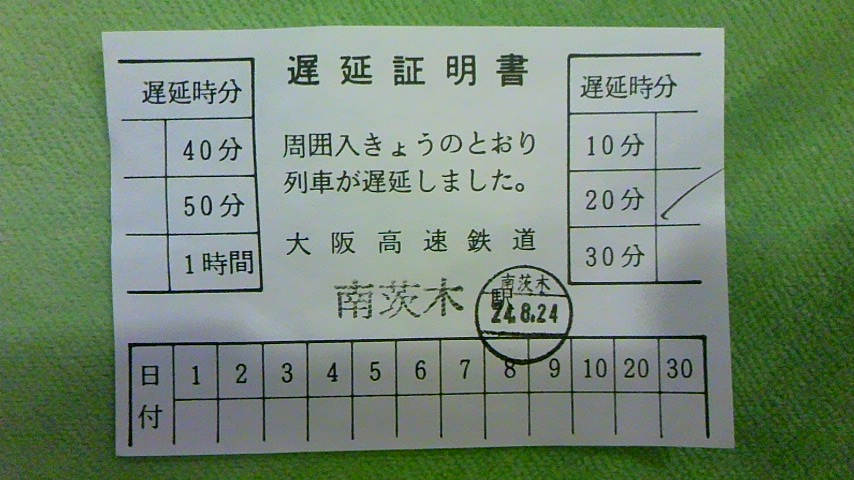 遅延証明書
遅延時分
40分
50分
1時間
周囲入きょうのとおり
列車が遅延しました。
大阪高速鉄道
南茨木
南茨木
駅
24.8.24
遅延時分
10分
20分
30分
日付 1 2 3 4 5 6 7 8 9 10 20 30